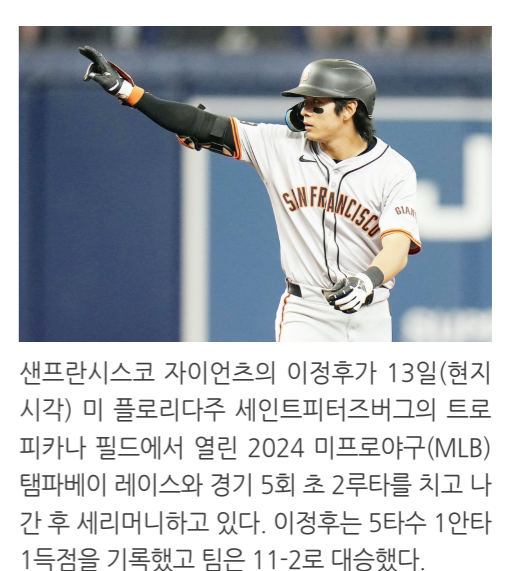 SAN FRANCISCO
GIANTS
샌프란시스코 자이언츠의 이정후가 13일(현지
시각) 미 플로리다주 세인트피터즈버그의 트로
피카나 필드에서 열린 2024 미프로야구(MLB)
탬파베이 레이스와 경기 5회 초 2루타를 치고 나
간 후 세리머니하고 있다. 이정후는 5타수 1안타
1득점을 기록했고 팀은 11-2로 대승했다.